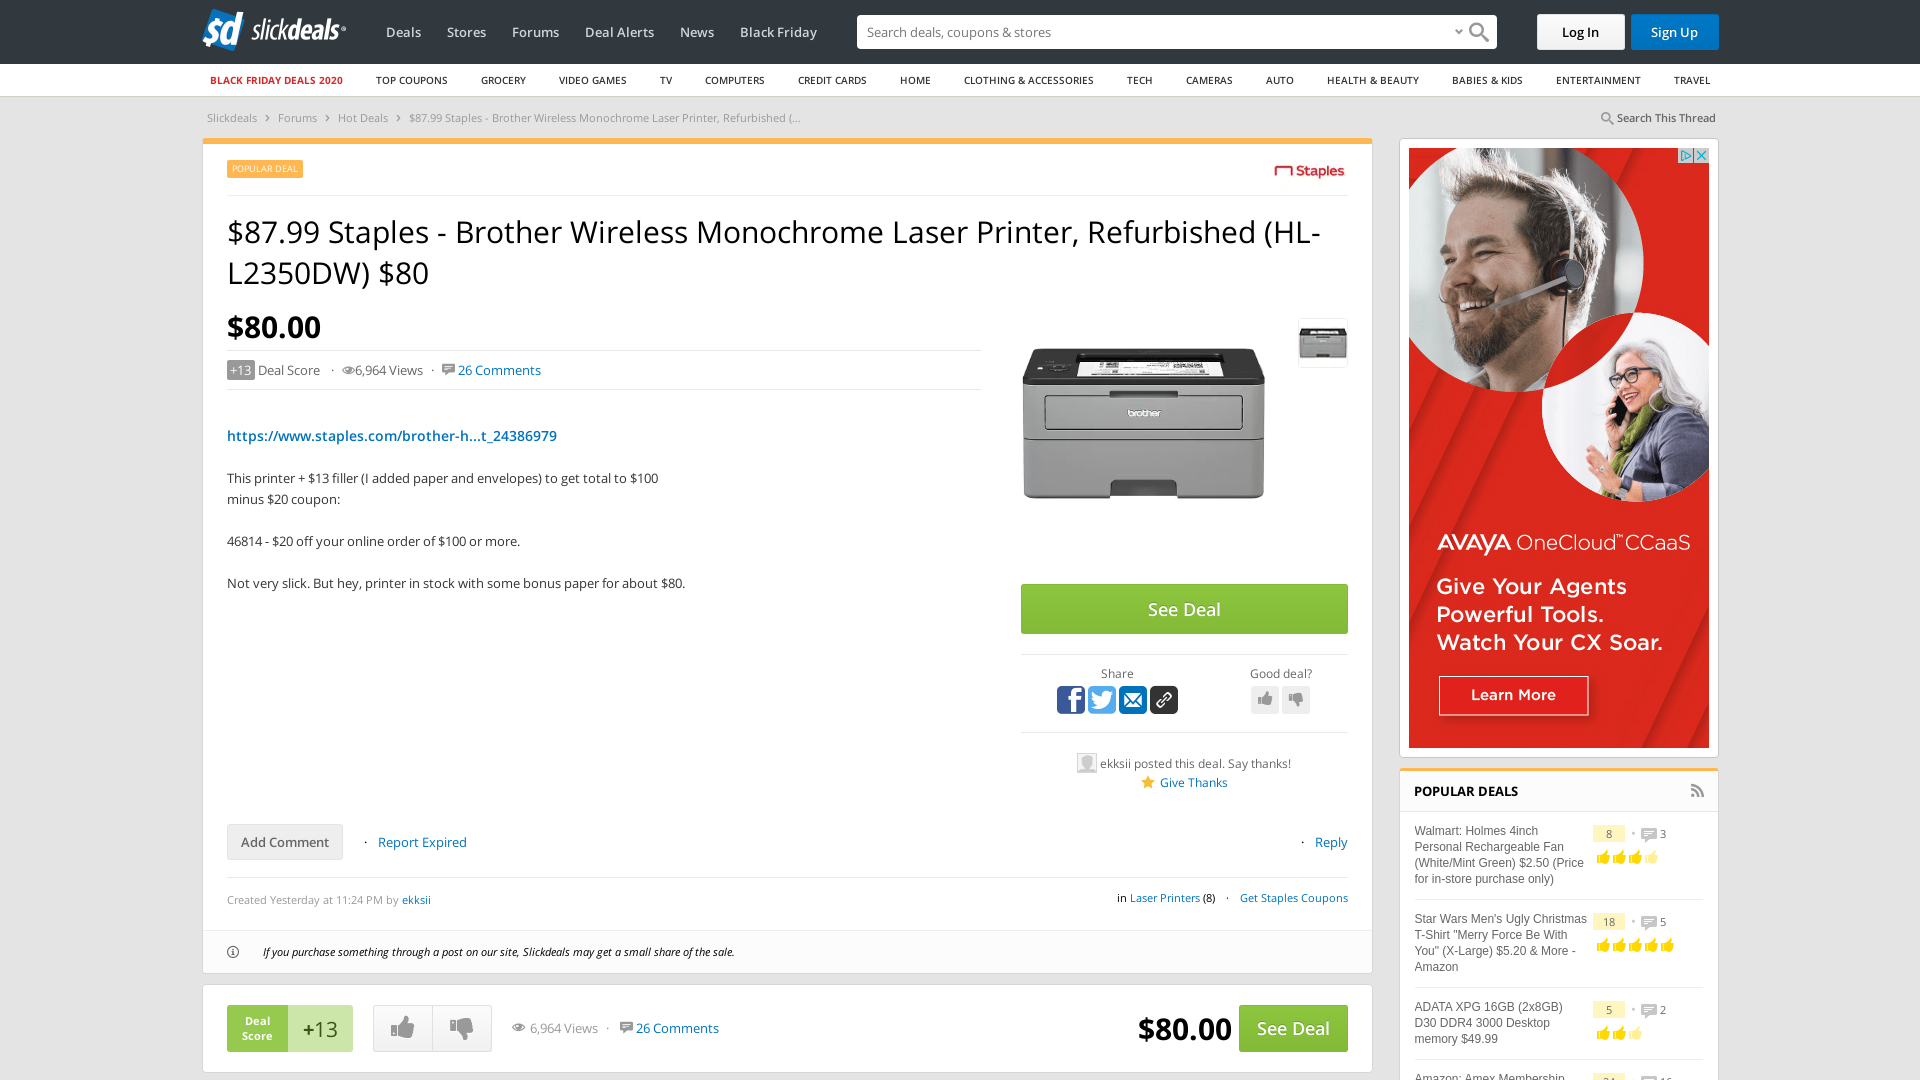 sd slickdeals®
Deals Stores Forums Deal Alerts News Black Friday
Search deals, coupons & stores
Log In
Sign Up
BLACK FRIDAY DEALS 2020 TOP COUPONS GROCERY VIDEO GAMES TV COMPUTERS CREDIT CARDS HOME CLOTHING & ACCESSORIES TECH CAMERAS AUTO HEALTH & BEAUTY BABIES & KIDS ENTERTAINMENT TRAVEL
Slickdeals › Forums › Hot Deals › $87.99 Staples - Brother Wireless Monochrome Laser Printer, Refurbished (...
Search This Thread
POPULAR DEAL
Staples
$87.99 Staples - Brother Wireless Monochrome Laser Printer, Refurbished (HL-
L2350DW) $80
$80.00
+13 Deal Score · 6,964 Views · 26 Comments
https://www.staples.com/brother-h...t_24386979
This printer + $13 filler (I added paper and envelopes) to get total to $100
minus $20 coupon:
46814 - $20 off your online order of $100 or more.
Not very slick. But hey, printer in stock with some bonus paper for about $80.
brother
See Deal
Share
Good deal?
ekksii posted this deal. Say thanks!
Give Thanks
Add Comment · Report Expired
· Reply
Created Yesterday at 11:24 PM by ekksii
in Laser Printers (8) · Get Staples Coupons
If you purchase something through a post on our site, Slickdeals may get a small share of the sale.
Deal
Score
+13
6,964 Views · 26 Comments
$80.00
See Deal
AVAYA OneCloud™CCaaS
Give Your Agents
Powerful Tools.
Watch Your CX Soar.
Learn More
POPULAR DEALS
Walmart: Holmes 4inch
Personal Rechargeable Fan
(White/Mint Green) $2.50 (Price
for in-store purchase only)
8 • 3
Star Wars Men's Ugly Christmas
T-Shirt "Merry Force Be With
You" (X-Large) $5.20 & More -
Amazon
18 • 5
ADATA XPG 16GB (2x8GB)
D30 DDR4 3000 Desktop
memory $49.99
5 • 2
Amazon: Amex Membership